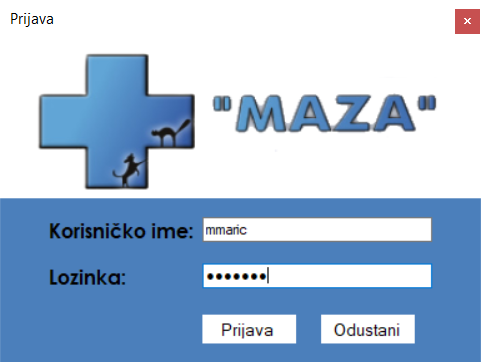 Prijava
"MAZA"
Korisničko ime: mmaric
Lozinka: •••••••
Prijava Odustani